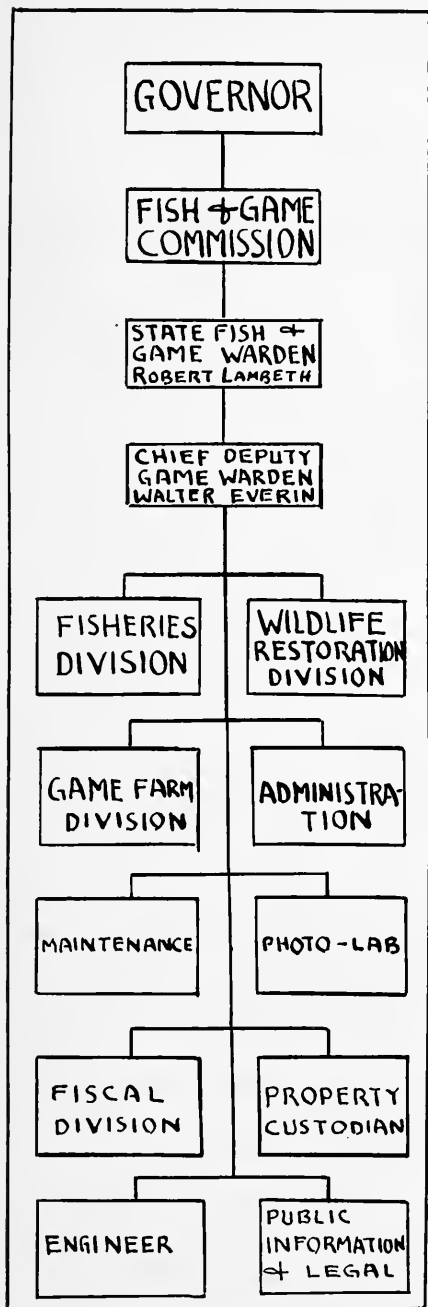 GOVERNOR
FISH & GAME
COMMISSION
STATE FISH &
GAME WARDEN
ROBERT LAMBETH
CHIEF DEPUTY
GAME WARDEN
WALTER EVERIN
FISHERIES
DIVISION
WILDLIFE
RESTORATION
DIVISION
GAME FARM
DIVISION
ADMINISTRA-
TION
MAINTENANCE
PHOTO-LAB
FISCAL
DIVISION
PROPERTY
CUSTODIAN
ENGINEER
PUBLIC
INFORMATION
& LEGAL